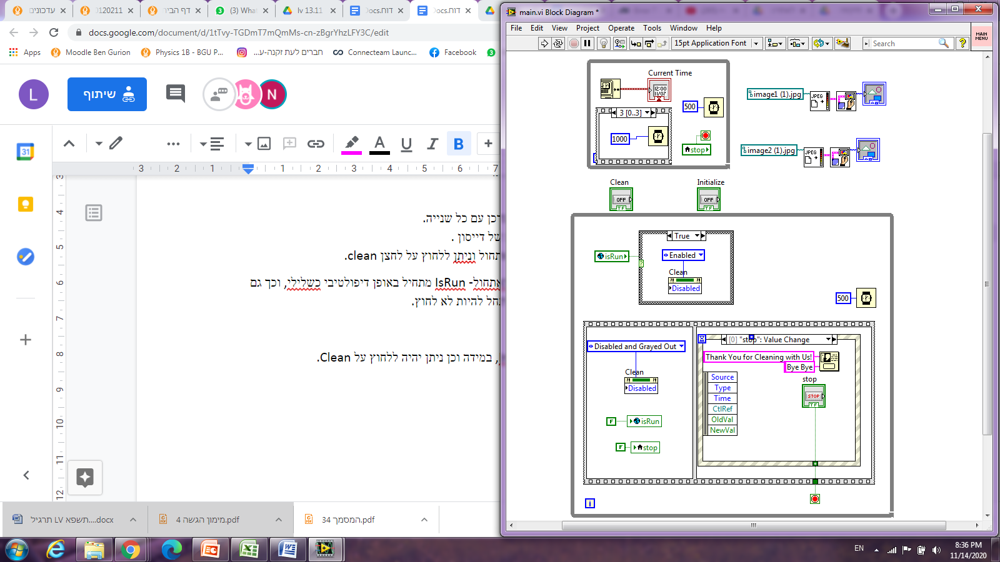 עדכונים
0120211
דף הבית
(3) Wha
lv 13.11
דוח.Docs
דוח.Docs
docs.google.com/document/d/1tTvy-TGDmT7mQmMs-cn-zBgrYhzLFY3C/edit
Apps
Moodle Ben Gurion
Physics 1B - BGU P...
חברים לעת זקנה-ע...
Connecteam Launc...
Facebook
L
שיתוף
N
31
A
U
I
B
+
3 2 1 1 2 3 4 5 6 7
3
4
5
6
7
8
9
10
11
12
רכן עם כל שנייה.
של דייסון .
תחול וניתן ללחוץ על לחצן clean.
אתחול- IsRun מתחיל באופן דיפולטיבי כשלילי, וכך גם
תחל להיות לא לחוץ.
, במידה וכן ניתן יהיה ללחוץ על Clean.
תרגיל LV תשפא....docx
מימון הגשה 4.pdf
המסמך 34.pdf
main.vi Block Diagram *
File Edit View Project Operate Tools Window Help
15pt Application Font
Search
MAIN
MENU
Current Time
12:00
11/07
500
3 [0..3]
1000
stop
image1 (1).jpg
JPEG
image2 (1).jpg
JPEG
Clean
OFF
TF
Initialize
OFF
TF
True
isRun
Enabled
Clean
Disabled
500
Disabled and Grayed Out
Clean
Disabled
F
isRun
F
stop
[0] "stop": Value Change
Thank You for Cleaning with Us!
Bye Bye
Source
Type
Time
CtlRef
OldVal
NewVal
stop
STOP
TF
i
EN
8:36 PM
11/14/2020